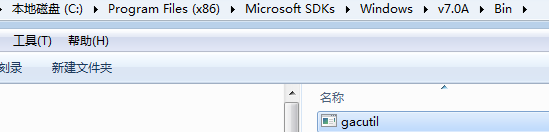 本地磁盘 (C:) ▸ Program Files (x86) ▸ Microsoft SDKs ▸ Windows ▸ v7.0A ▸ Bin ▸
工具(T) 帮助(H)
刻录 新建文件夹
名称
gacutil